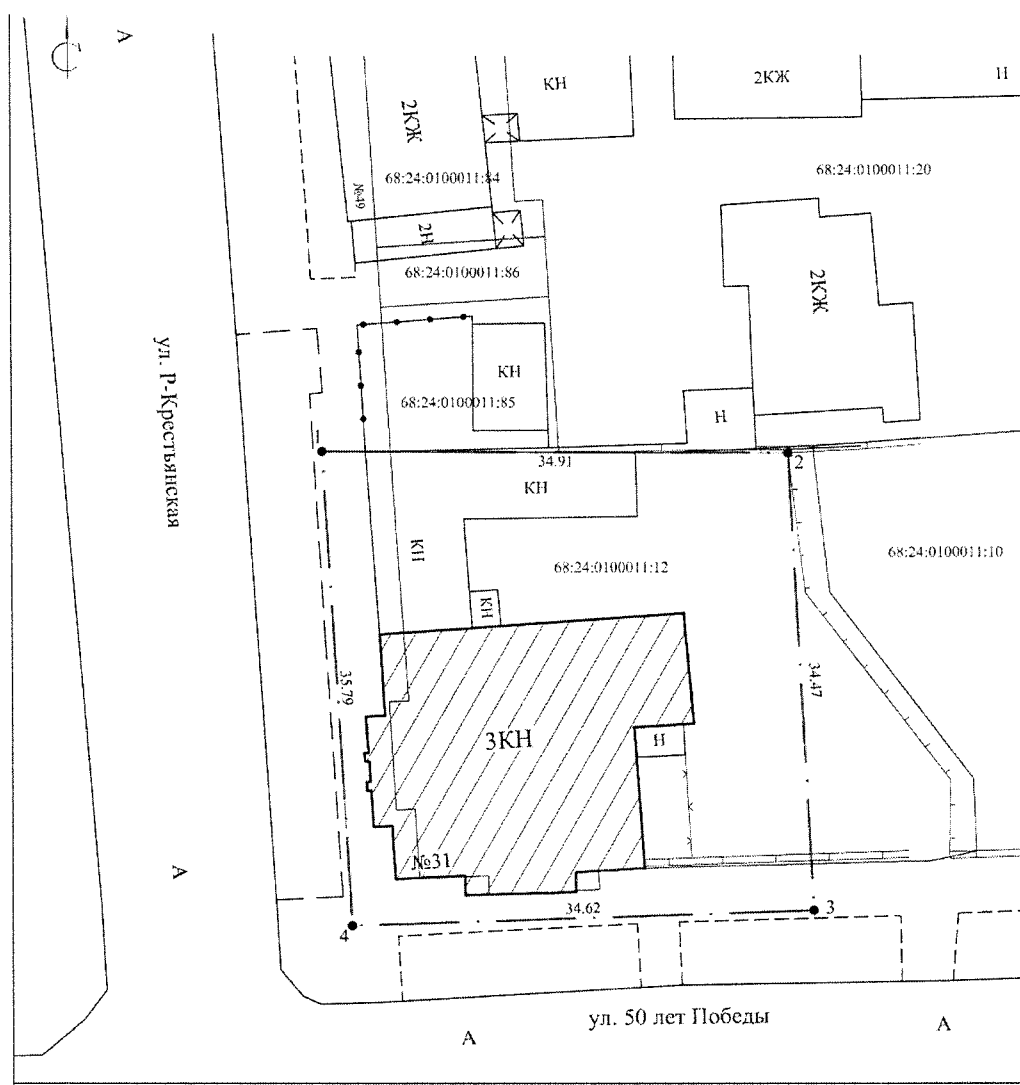 А
КН
2КЖ
Н
2КЖ
68:24:0100011:84
68:24:0100011:20
№49
2Н
68:24:0100011:86
2КЖ
ул. Р-Крестьянская
КН
68:24:0100011:85
Н
34.91
2
КН
КН
68:24:0100011:12
68:24:0100011:10
КН
35.79
34.47
3КН
Н
№31
А
34.62
3
4
ул. 50 лет Победы
А
А